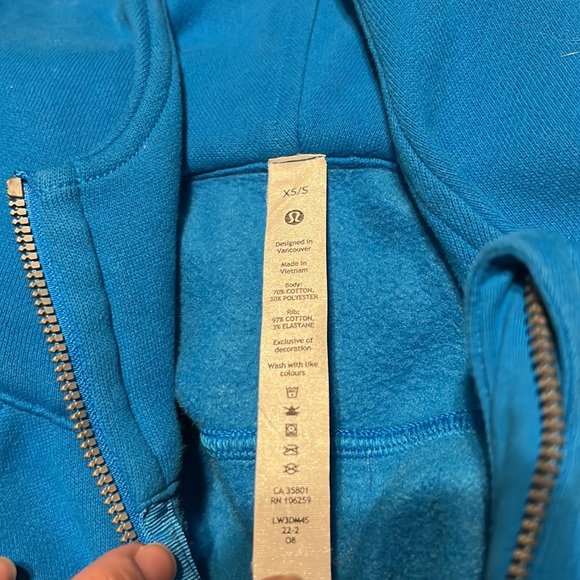 XS/S
Designed in
Vancouver
Made in
Vietnam
Body:
70% COTTON,
30% POLYESTER
Rib:
97% COTTON,
3% ELASTANE
Exclusive of
decoration
Wash with like
colours
CA 35801
RN 106259
LW3DM4S
22-2
08